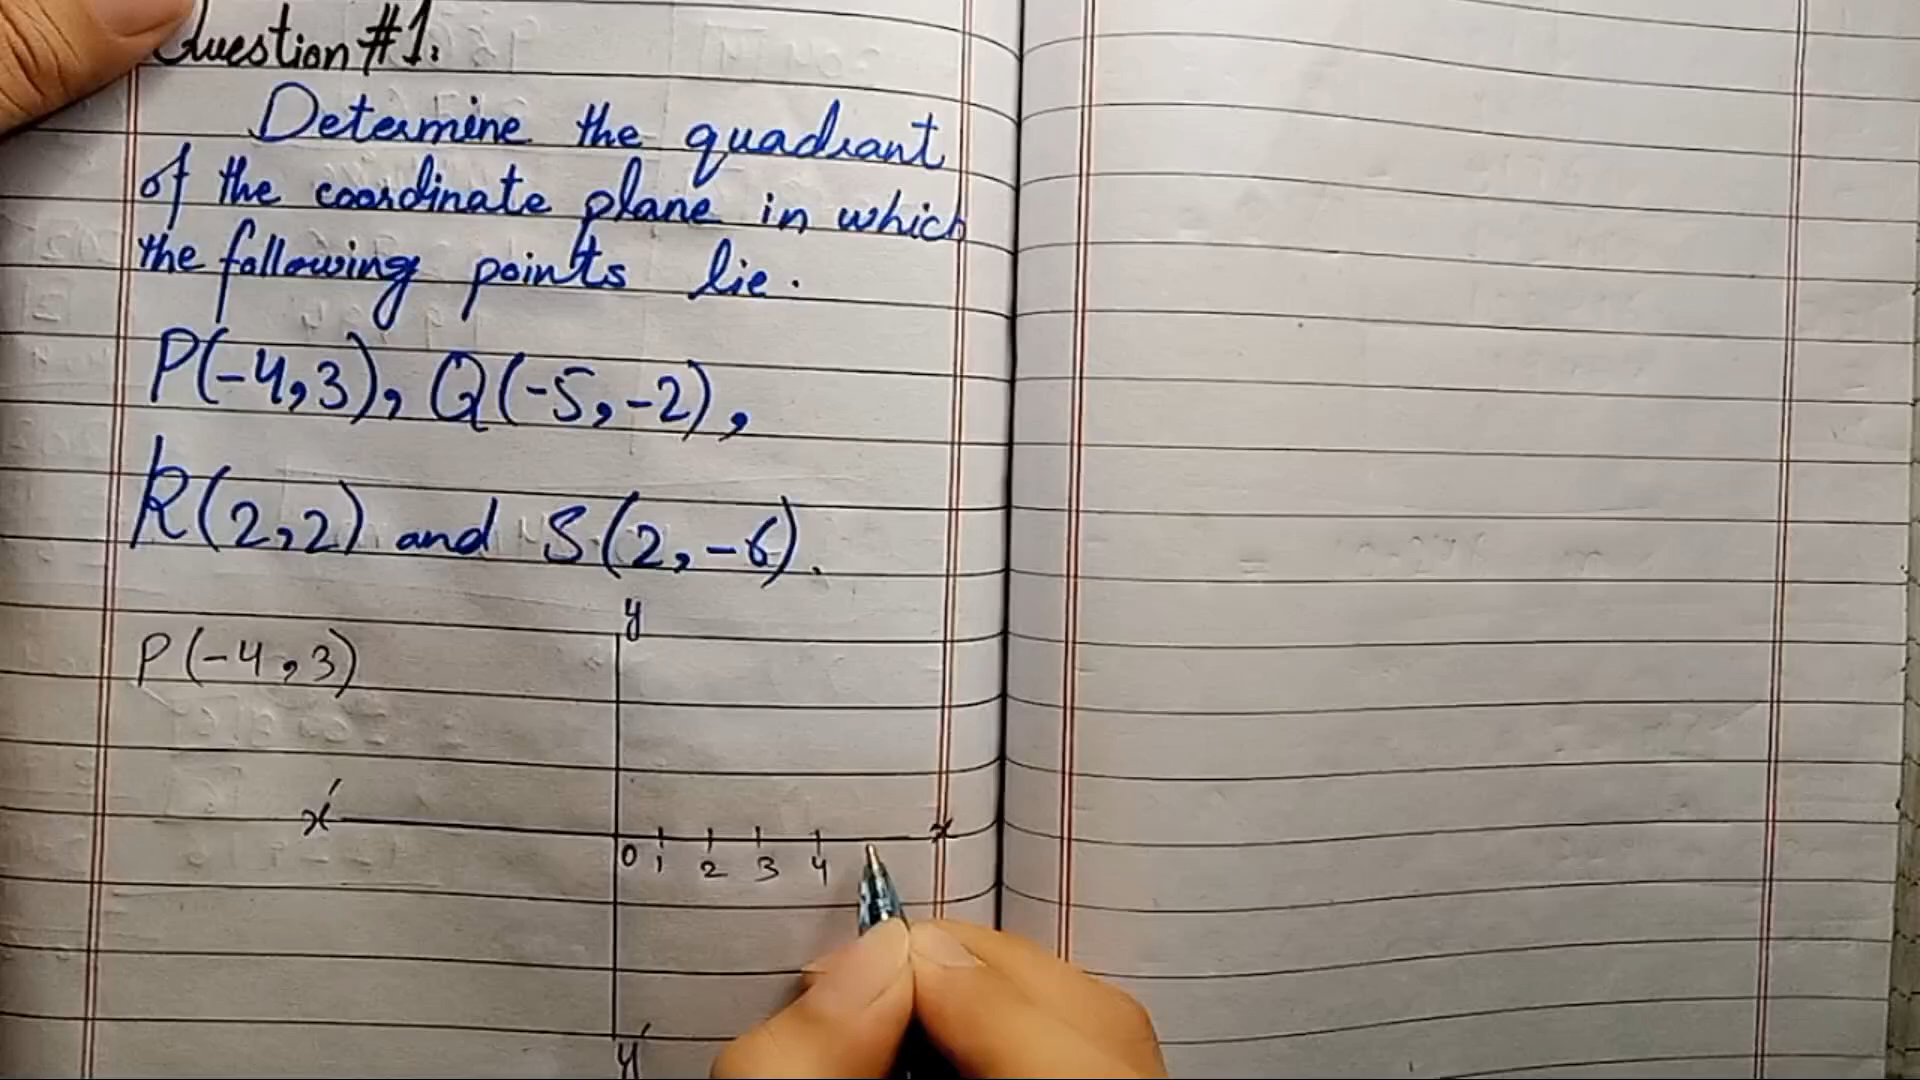 Question #1.
Determine the quadrant
of the coordinate plane in which
the following points lie.
P(-4,3), Q(-5,-2),
R(2,2) and S(2,-6).
y
P(-4,3)
x' x
0 1 2 3 4
y'